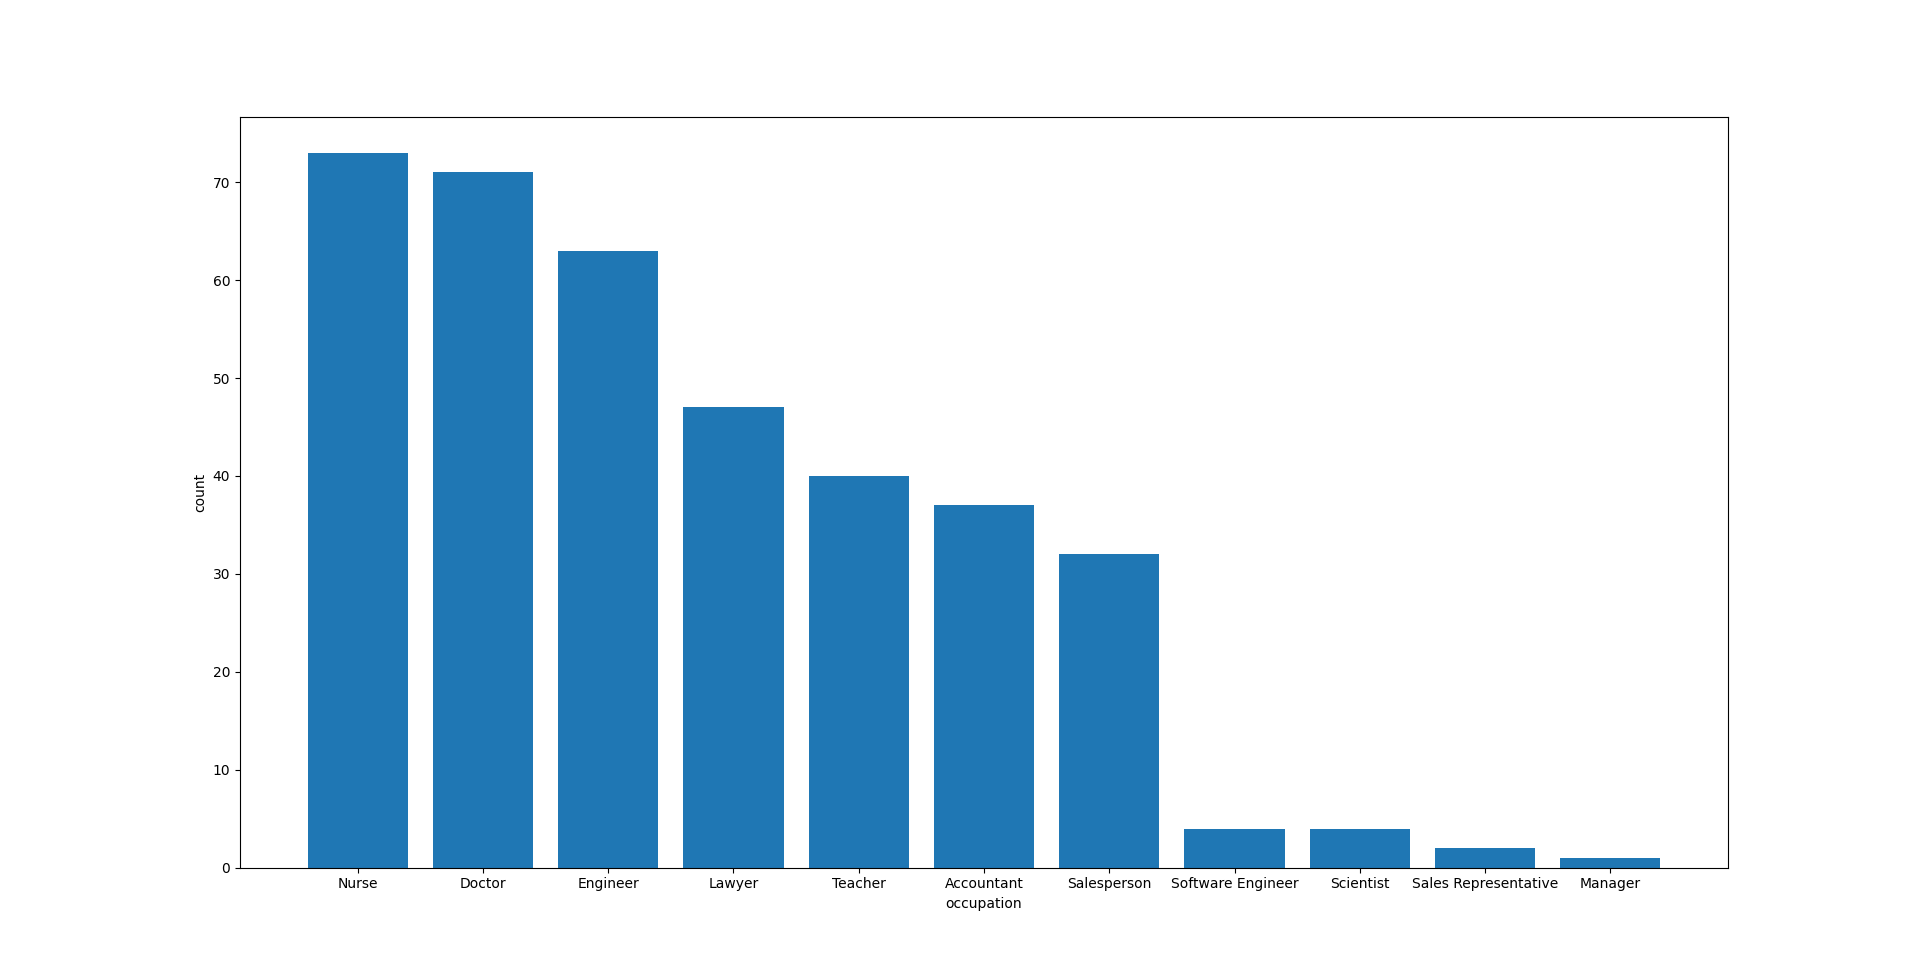 70
60
50
40
30
20
10
0
count
Nurse Doctor Engineer Lawyer Teacher Accountant Salesperson Software Engineer Scientist Sales Representative Manager
occupation